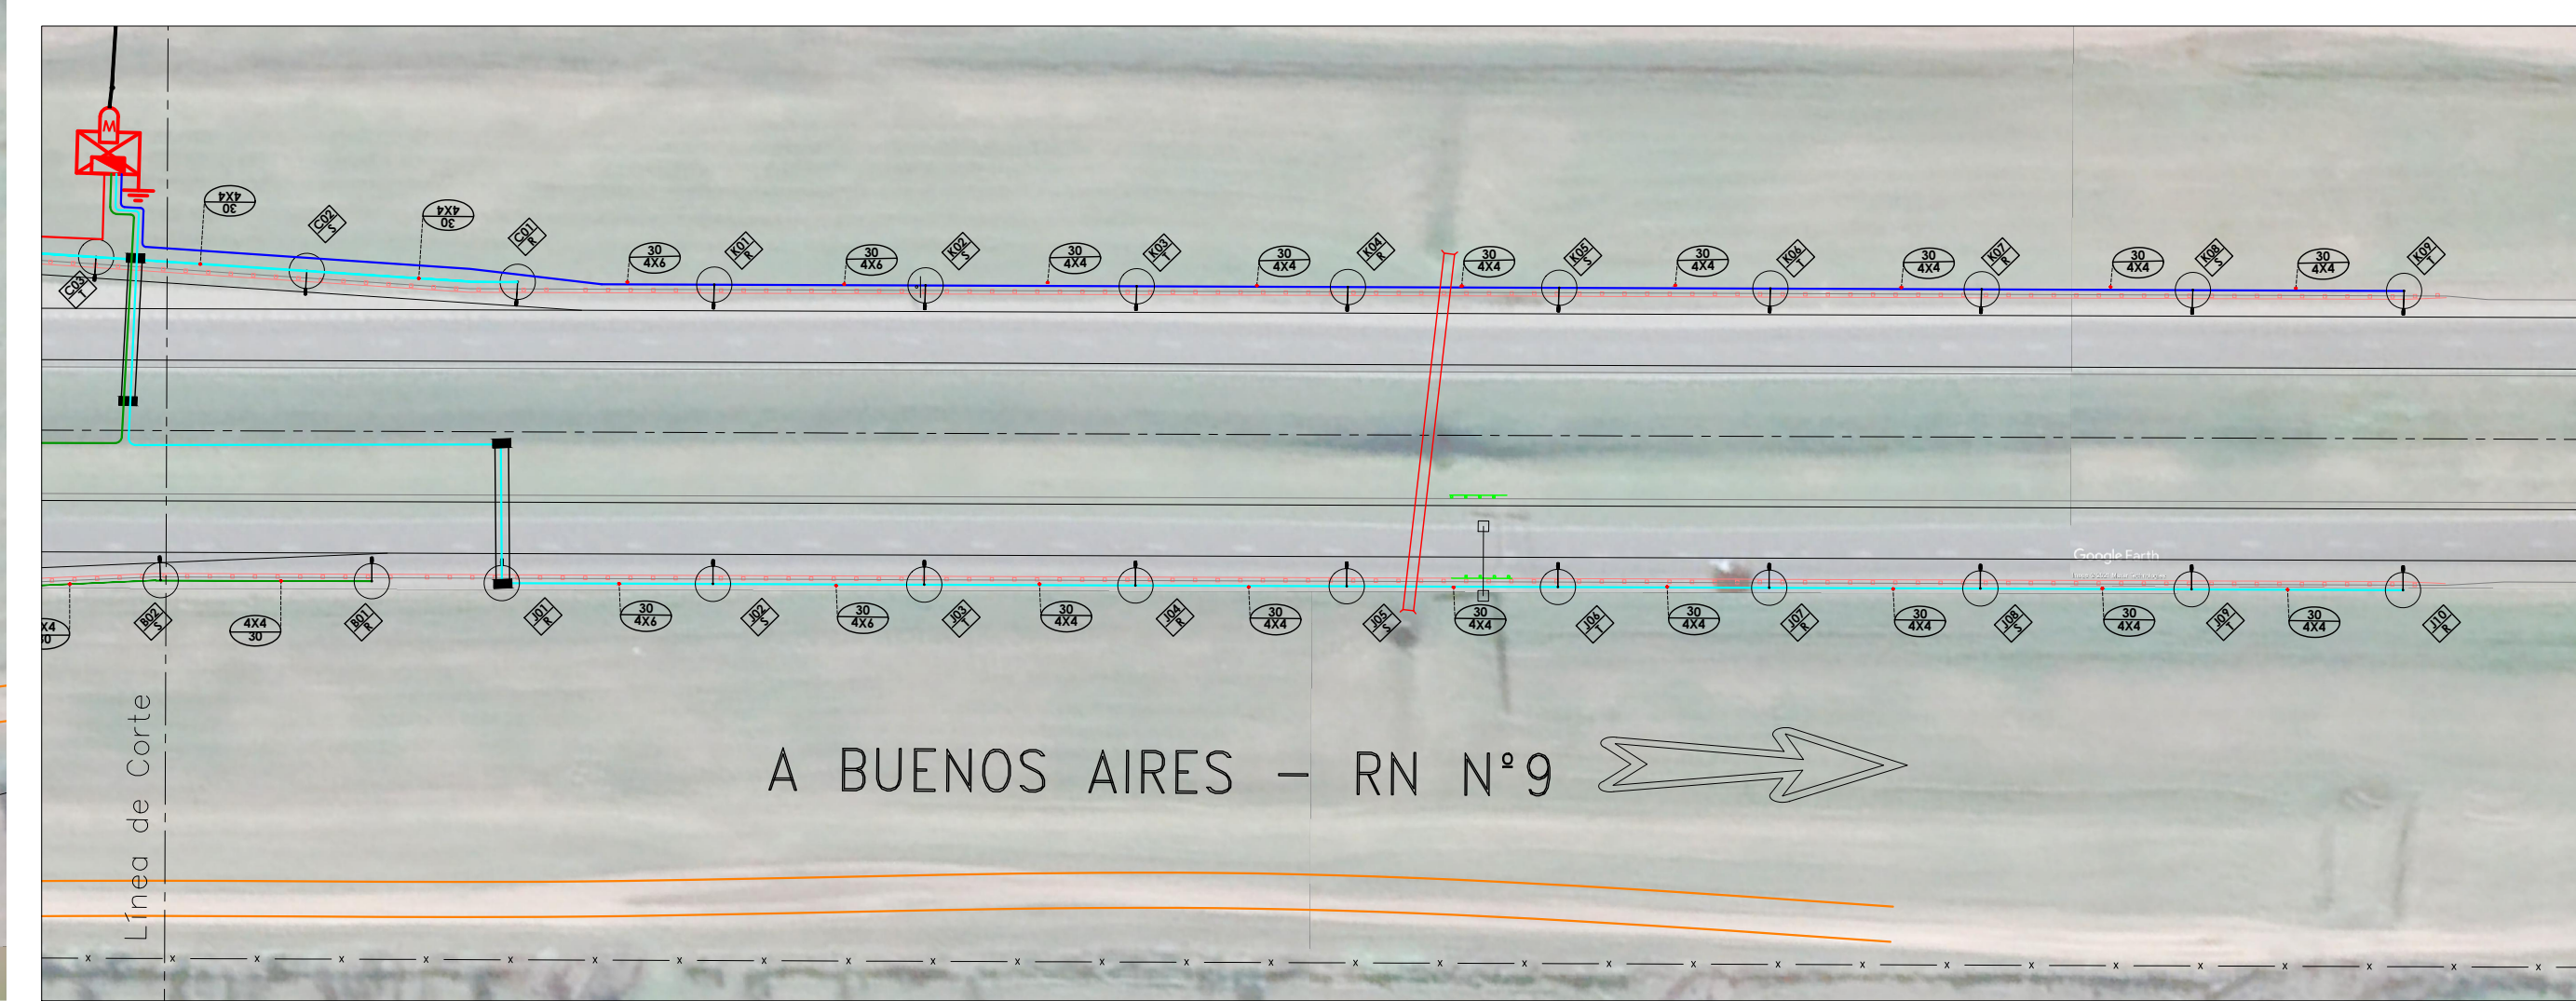 M
4X4
30
4X4
30
C02
S
C01
R
C03
T
30
4X6
K01
R
30
4X6
K02
S
30
4X4
K03
T
30
4X4
K04
R
30
4X4
K05
S
30
4X4
K06
T
30
4X4
K07
R
30
4X4
K08
S
30
4X4
K09
Google Earth
B02
S
4X4
30
B01
R
J01
R
30
4X6
J02
S
30
4X6
J03
T
30
4X4
J04
R
30
4X4
J05
S
30
4X4
J06
T
30
4X4
J07
R
30
4X4
J08
S
30
4X4
J09
T
30
4X4
J10
R
Línea de Corte
A BUENOS AIRES - RN Nº9
x x x x x x x x x x x x x x x x x x x x x x x x x x x x x x